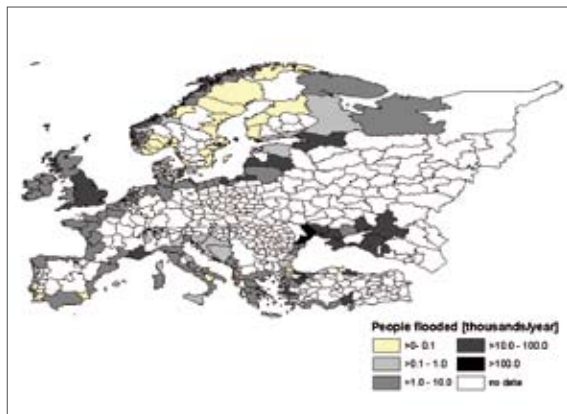 People flooded [thousands/year]
>0- 0.1
>0.1 - 1.0
>1.0 - 10.0
>10.0 - 100.0
>100.0
no data